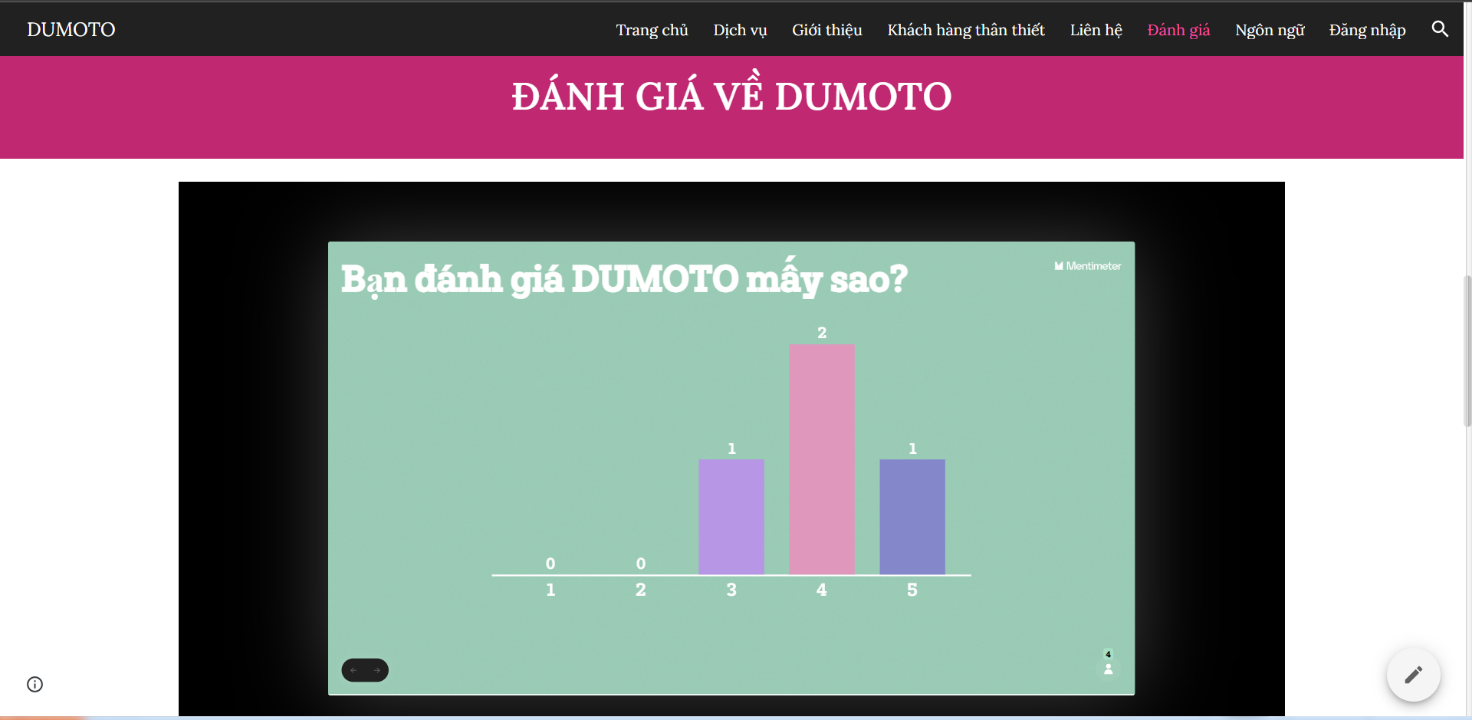 DUMOTO
Trang chủ Dịch vụ Giới thiệu Khách hàng thân thiết Liên hệ Đánh giá Ngôn ngữ Đăng nhập
ĐÁNH GIÁ VỀ DUMOTO
Bạn đánh giá DUMOTO mấy sao?
Mentimeter
2
1 1
0 0
1 2 3 4 5
4